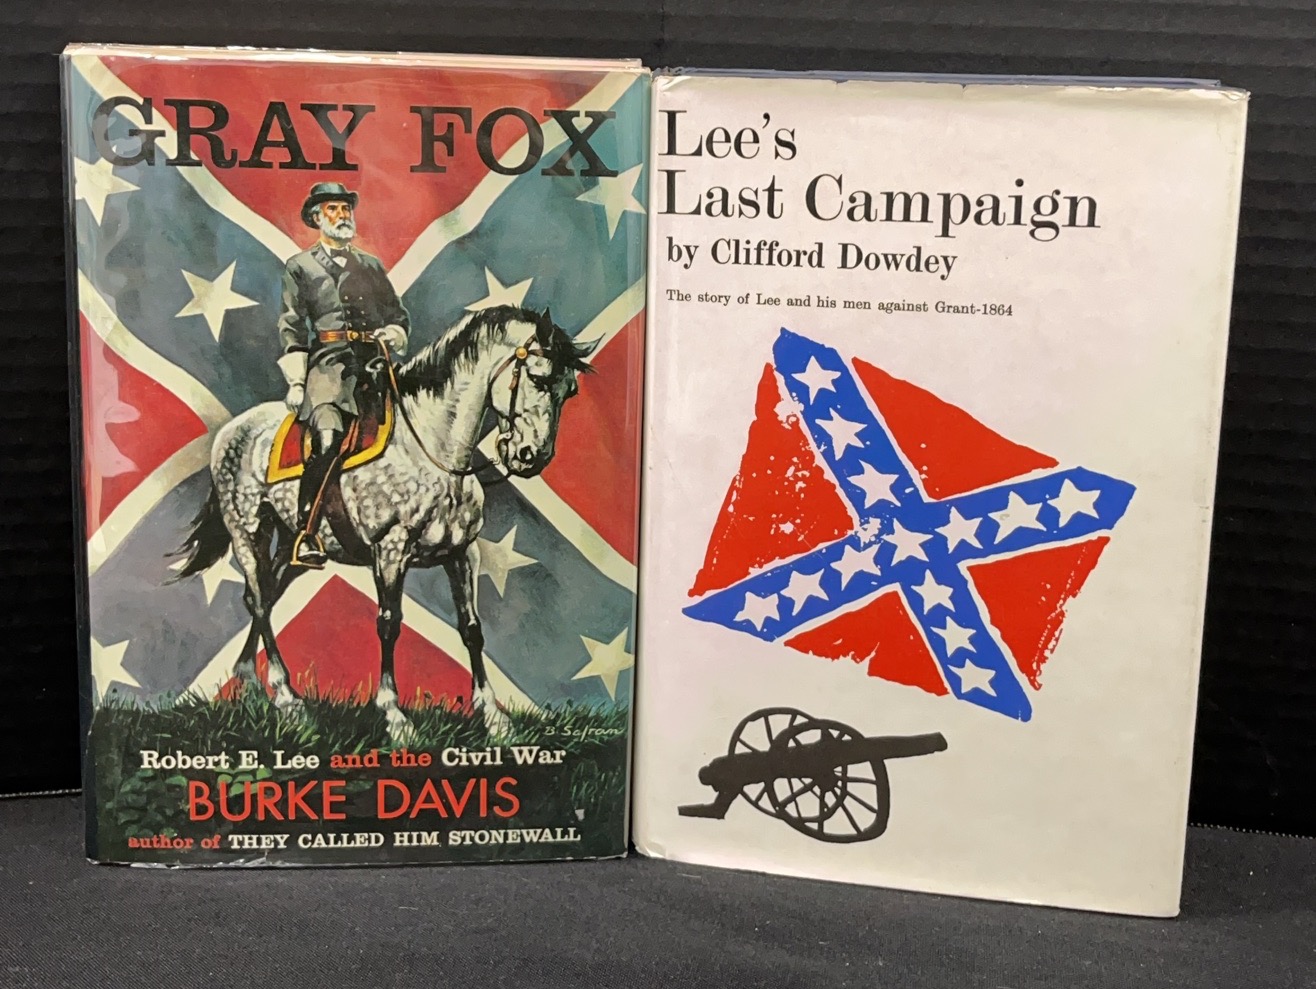 GRAY FOX
B. Safran
Robert E. Lee and the Civil War
BURKE DAVIS
author of THEY CALLED HIM STONEWALL
Lee's
Last Campaign
by Clifford Dowdey
The story of Lee and his men against Grant-1864